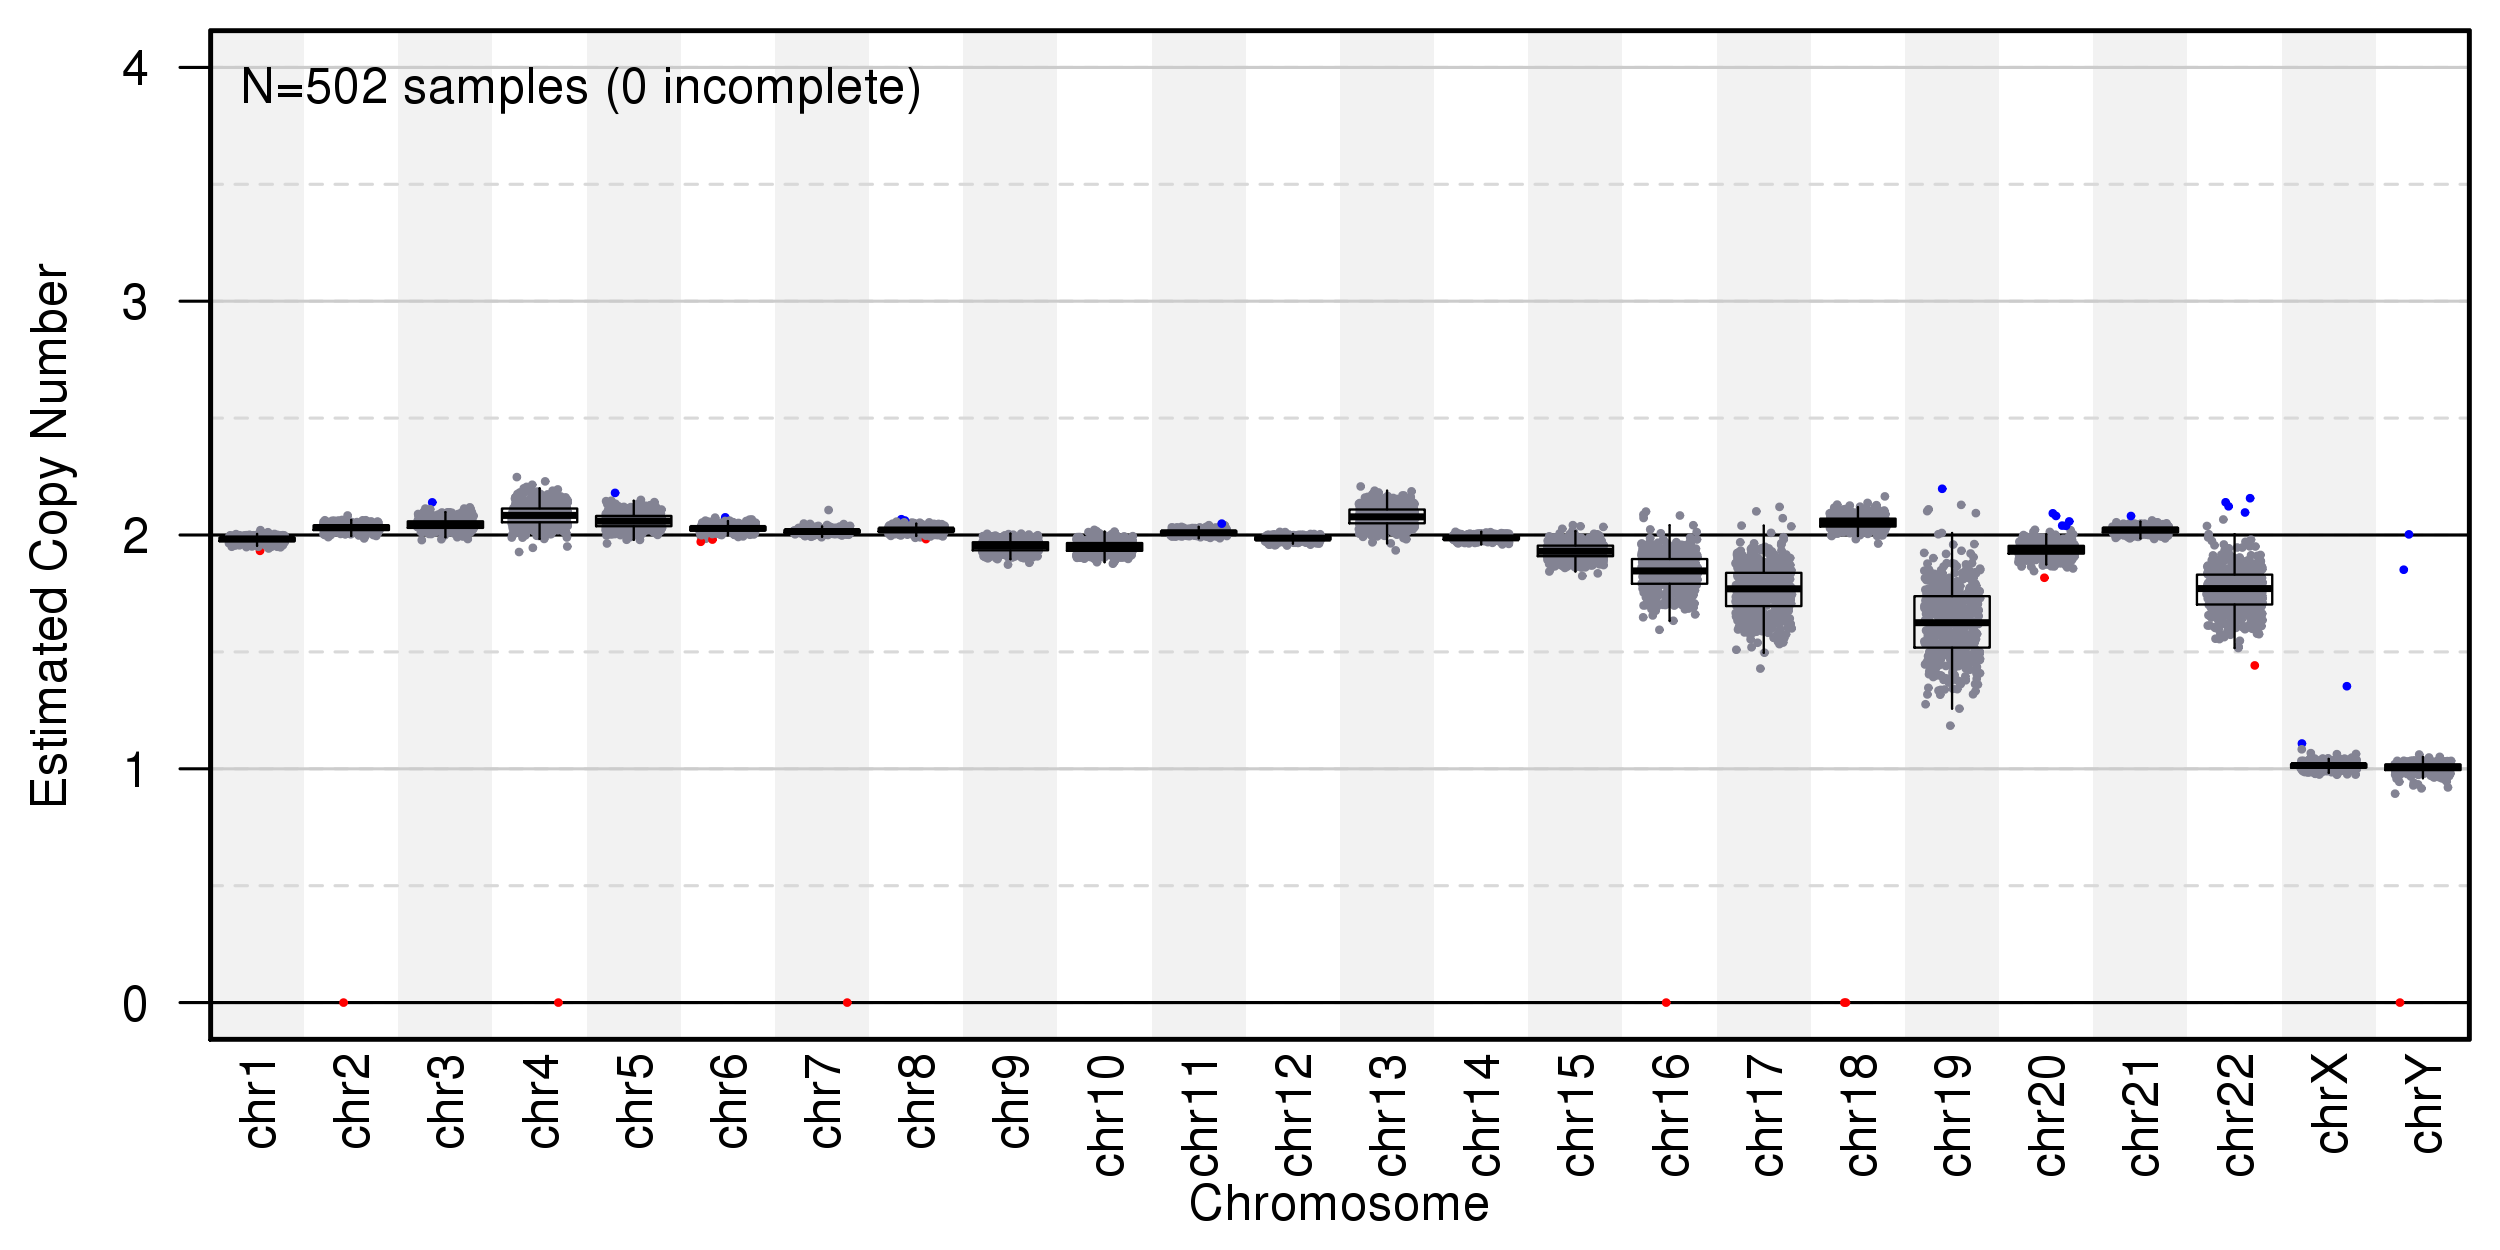 N=502 samples (0 incomplete)
4
3
2
1
0
Estimated Copy Number
chr1
chr2
chr3
chr4
chr5
chr6
chr7
chr8
chr9
chr10
chr11
chr12
chr13
chr14
chr15
chr16
chr17
chr18
chr19
chr20
chr21
chr22
chrX
chrY
Chromosome